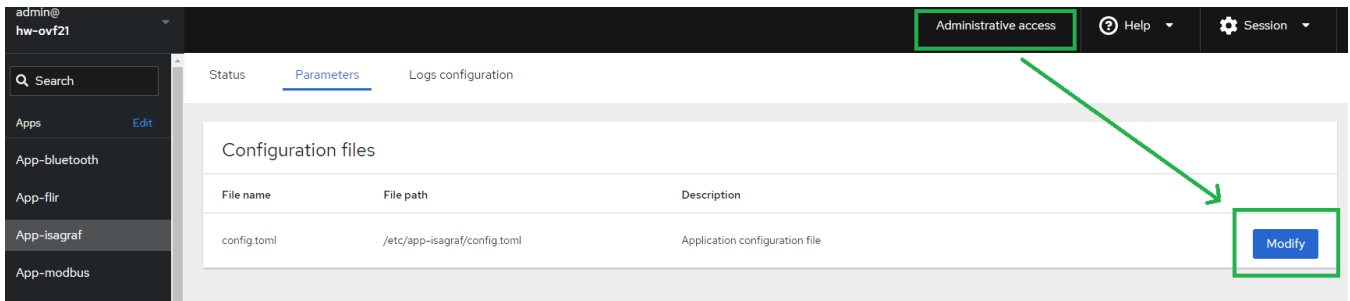 admin@
hw-ovf21
Administrative access
Help
Session
Search
Status
Parameters
Logs configuration
Apps
Edit
App-bluetooth
App-flir
App-isagraf
App-modbus
Configuration files
File name
File path
Description
config.toml
/etc/app-isagraf/config.toml
Application configuration file
Modify